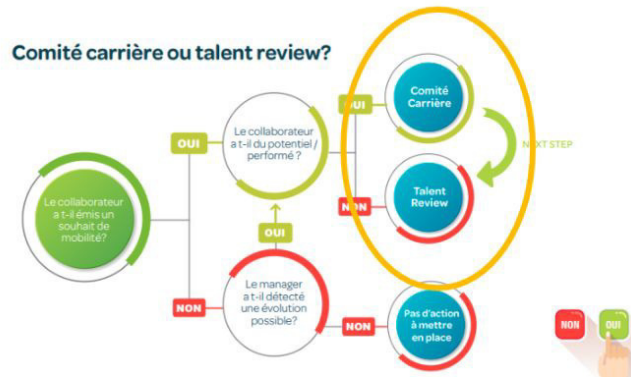 Comité carrière ou talent review?
OUI
Comité
Carrière
Le collaborateur
a t-il du potentiel /
performé ?
OUI
NEXT STEP
Le collaborateur
a t-il émis un
souhait de
mobilité?
NON
Talent
Review
OUI
Le manager
a t-il détecté
une évolution
possible?
NON
NON
Pas d'action
à mettre
en place
NON
OUI